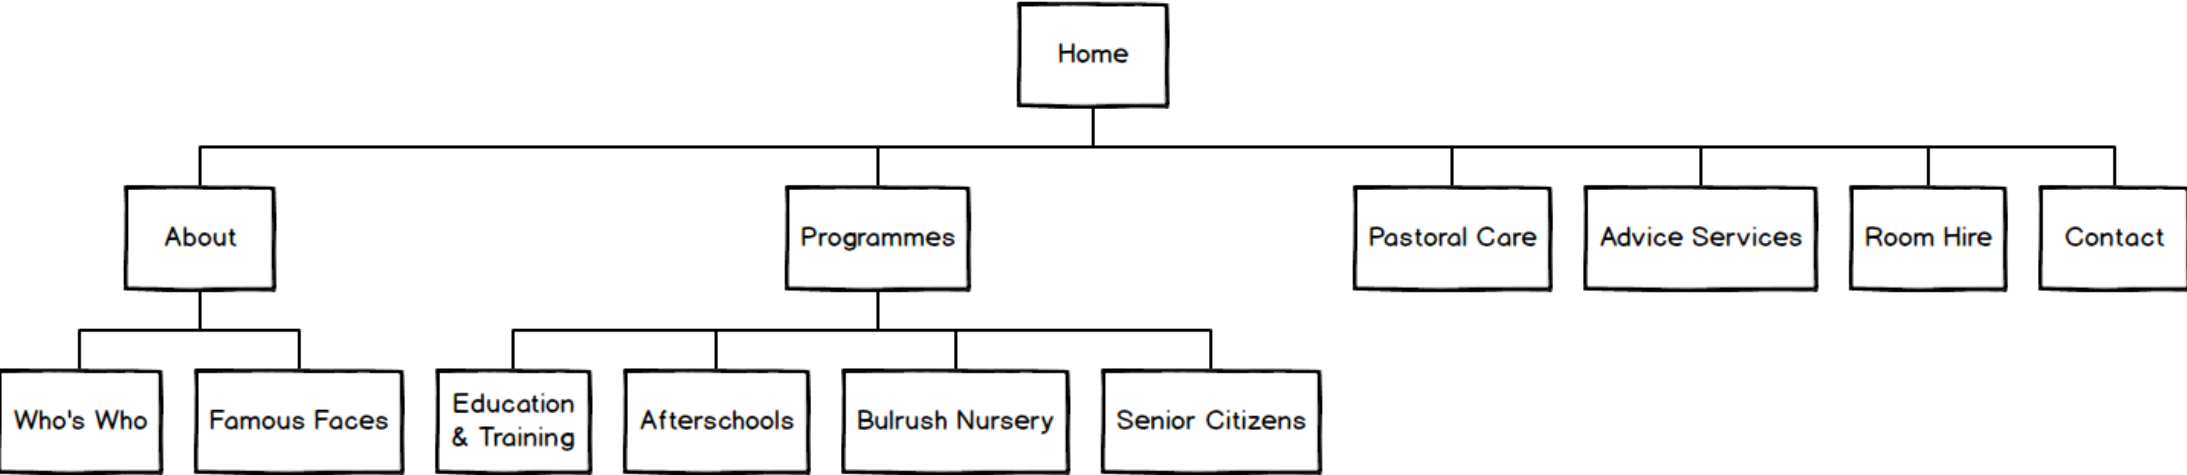 Home
About
Programmes
Pastoral Care
Advice Services
Room Hire
Contact
Who's Who
Famous Faces
Education
& Training
Afterschools
Bulrush Nursery
Senior Citizens